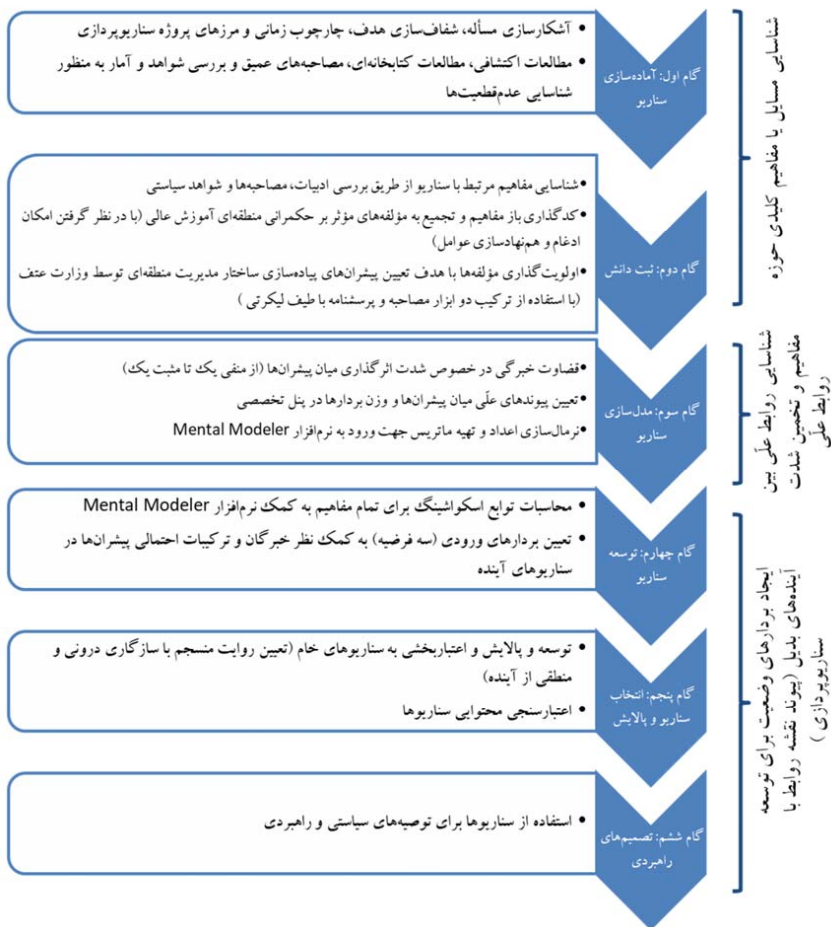 شناسایی مسایل یا مفاهیم کلیدی حوزه
گام اول: آماده‌سازی
سناریو
• آشکارسازی مسأله، شفاف‌سازی هدف، چارچوب زمانی و مرزهای پروژه سناریوپردازی
• مطالعات اکتشافی، مطالعات کتابخانه‌ای، مصاحبه‌های عمیق و بررسی شواهد و آمار به منظور
شناسایی عدم‌قطعیت‌ها
گام دوم: ثبت دانش
•شناسایی مفاهیم مرتبط با سناریو از طریق بررسی ادبیات، مصاحبه‌ها و شواهد سیاستی
•کدگذاری باز مفاهیم و تجمیع به مؤلفه‌های مؤثر بر حکمرانی منطقه‌ای آموزش عالی (با در نظر گرفتن امکان
ادغام و هم‌نهادسازی عوامل)
•اولویت‌گذاری مؤلفه‌ها با هدف تعیین پیشران‌های پیاده‌سازی ساختار مدیریت منطقه‌ای توسط وزارت عتف
(با استفاده از ترکیب دو ابزار مصاحبه و پرسشنامه با طیف لیکرتی )
شناسایی روابط علّی بین
مفاهیم و تخمین شدت
روابط علّی
گام سوم: مدل‌سازی
سناریو
•قضاوت خبرگی در خصوص شدت اثرگذاری میان پیشران‌ها (از منفی یک تا مثبت یک)
•تعیین پیوندهای علّی میان پیشران‌ها و وزن بردارها در پنل تخصصی
•نرمال‌سازی اعداد و تهیه ماتریس جهت ورود به نرم‌افزار Mental Modeler
ایجاد بردارهای وضعیت برای توسعه
آینده‌های بدیل (پیوند نقشه روابط با
سناریوپردازی )
گام چهارم: توسعه
سناریو
• محاسبات توابع اسکواشینگ برای تمام مفاهیم به کمک نرم‌افزار Mental Modeler
• تعیین بردارهای ورودی (سه فرضیه) به کمک نظر خبرگان و ترکیبات احتمالی پیشران‌ها در
سناریوهای آینده
گام پنجم: انتخاب
سناریو و پالایش
• توسعه و پالایش و اعتباربخشی به سناریوهای خام (تعیین روایت منسجم با سازگاری درونی و
منطقی از آینده)
• اعتبارسنجی محتوایی سناریوها
گام ششم: تصمیم‌های
راهبردی
• استفاده از سناریوها برای توصیه‌های سیاستی و راهبردی